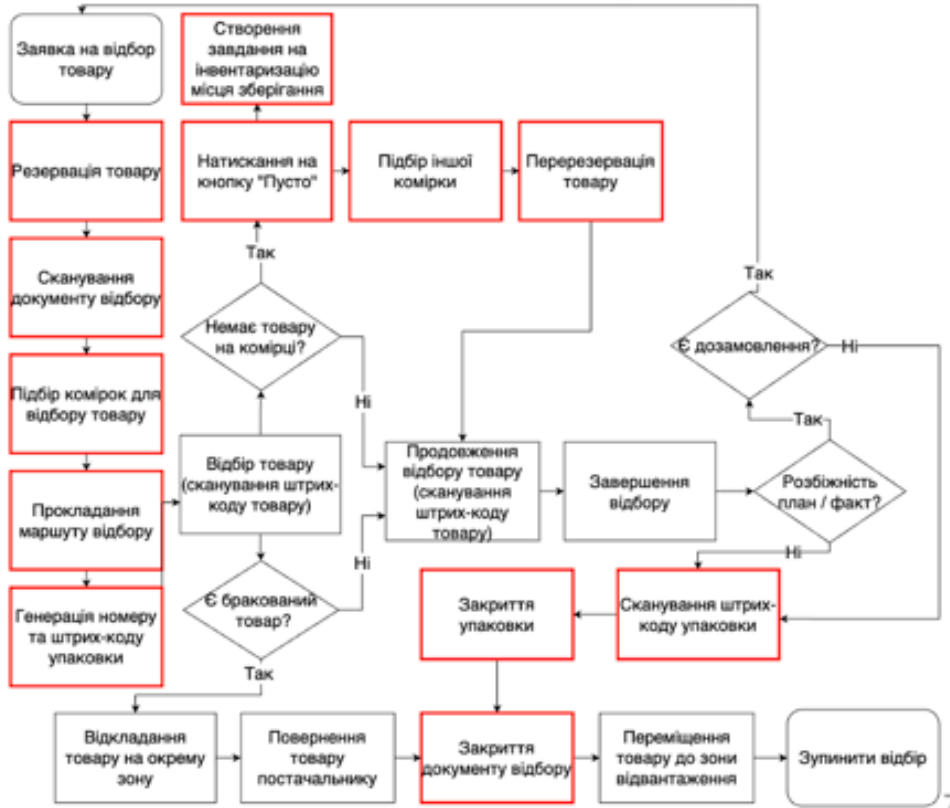 Заявка на відбор
товару
Створення
завдання на
інвентаризацію
місця зберігання
Резервація товару
Натискання на
кнопку "Пусто"
Підбір іншої
комірки
Перерезервація
товару
Сканування
документу відбору
Так
Немає товару
на комірці?
Ні
Так
Є дозамовлення?
Ні
Підбір комірок для
відбору товару
Відбір товару
(сканування штрих-
коду товару)
Продовження
відбору товару
(сканування
штрих-коду
товару)
Завершення
відбору
Так
Розбіжність
план / факт?
Ні
Прокладання
маршуту відбору
Ні
Є бракований
товар?
Так
Генерація номеру
та штрих-коду
упаковки
Закриття
упаковки
Сканування штрих-
коду упаковки
Відкладання
товару на окрему
зону
Повернення
товару
постачальнику
Закриття
документу відбору
Переміщення
товару до зони
відвантаження
Зупинити відбір